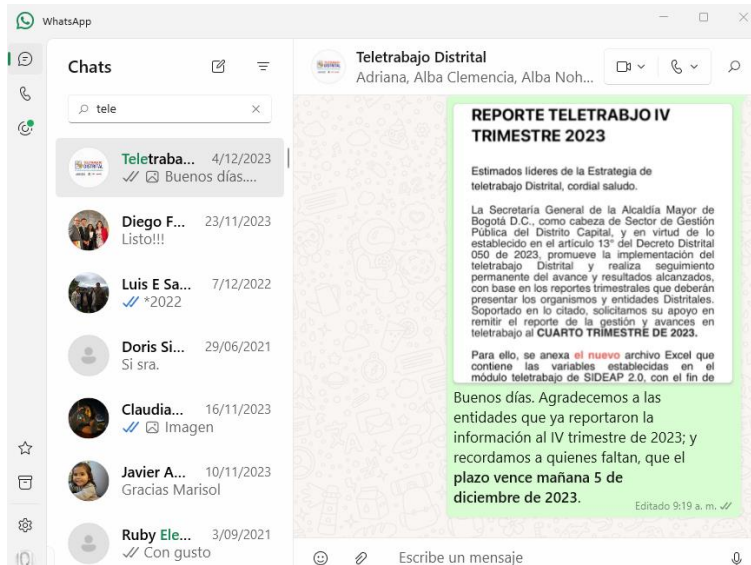 WhatsApp
Chats
tele
Teletraba... 4/12/2023
Buenos días....
Diego F... 23/11/2023
Listo!!!
Luis E Sa... 7/12/2022
*2022
Doris Si... 29/06/2021
Si sra.
Claudia... 16/11/2023
Imagen
Javier A... 10/11/2023
Gracias Marisol
Ruby Ele... 3/09/2021
Con gusto
Teletrabajo Distrital
Adriana, Alba Clemencia, Alba Noh...
REPORTE TELETRABJO IV
TRIMESTRE 2023
Estimados líderes de la Estrategia de
teletrabajo Distrital, cordial saludo.
La Secretaría General de la Alcaldía Mayor de
Bogotá D.C., como cabeza de Sector de Gestión
Pública del Distrito Capital, y en virtud de lo
establecido en el artículo 13° del Decreto Distrital
050 de 2023, promueve la implementación del
teletrabajo Distrital y realiza seguimiento
permanente del avance y resultados alcanzados,
con base en los reportes trimestrales que deberán
presentar los organismos y entidades Distritales.
Soportado en lo citado, solicitamos su apoyo en
remitir el reporte de la gestión y avances en
teletrabajo al CUARTO TRIMESTRE DE 2023.
Para ello, se anexa el nuevo archivo Excel que
contiene las variables establecidas en el
módulo teletrabajo de SIDEAP 2.0, con el fin de
Buenos días. Agradecemos a las
entidades que ya reportaron la
información al IV trimestre de 2023; y
recordamos a quienes faltan, que el
plazo vence mañana 5 de
diciembre de 2023.
Editado 9:19 a. m.
Escribe un mensaje